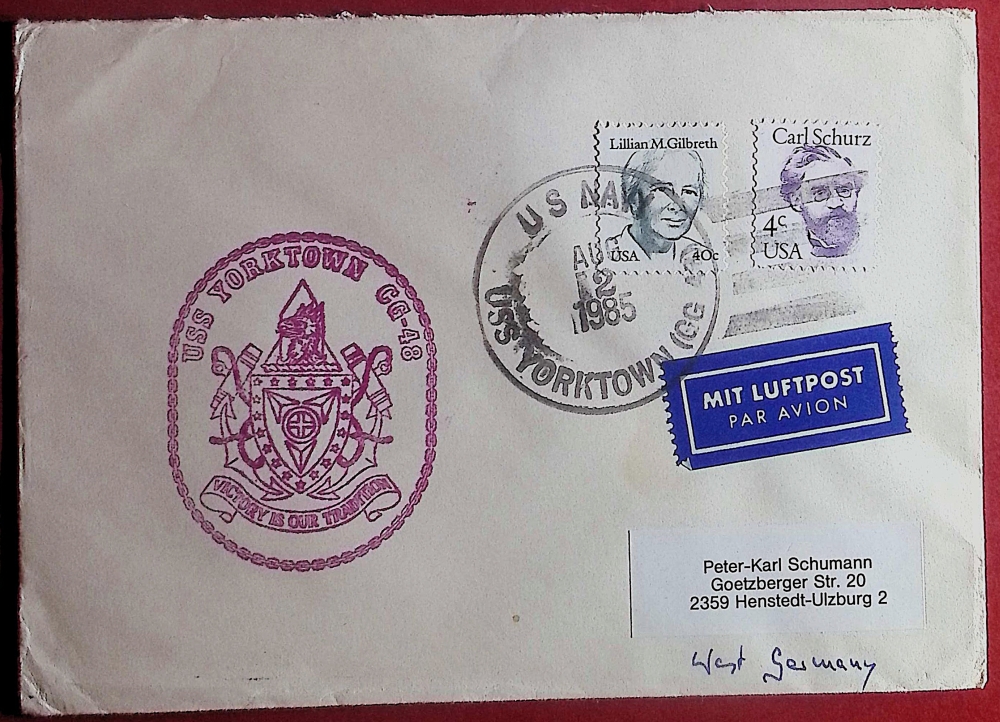 USS YORKTOWN CG-48
VICTORY IS OUR TRADITION
Lillian M. Gilbreth
USA 40c
Carl Schurz
4c
USA
US NAVY
AUG
12
1985
USS YORKTOWN (CG
MIT LUFTPOST
PAR AVION
Peter-Karl Schumann
Goetzberger Str. 20
2359 Henstedt-Ulzburg 2
West Germany